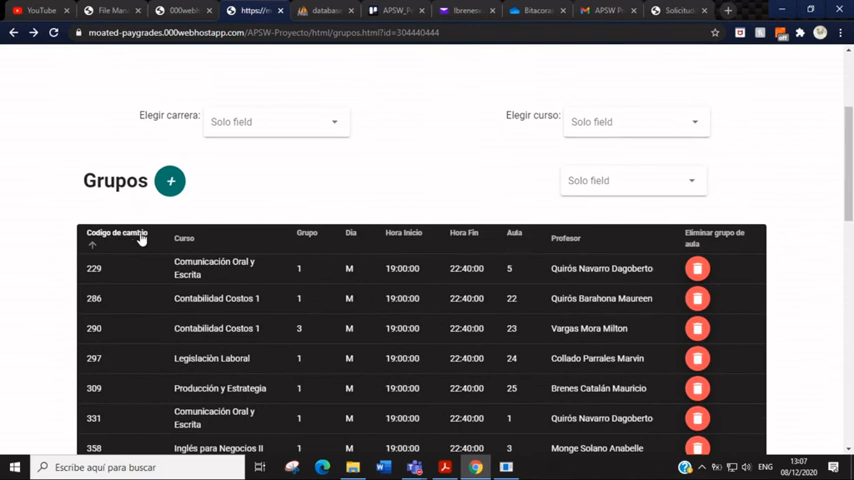 YouTube
File Mana
000webh
https://m
database
APSW_Pr
lbrenes
Bitacora
APSW P
Solicitud
moated-paygrades.000webhostapp.com/APSW-Proyecto/html/grupos.html?id=304440444
Elegir carrera: Solo field Elegir curso: Solo field
Grupos + Solo field
Codigo de cambio Curso Grupo Dia Hora Inicio Hora Fin Aula Profesor Eliminar grupo de
aula
229 Comunicación Oral y
Escrita 1 M 19:00:00 22:40:00 5 Quirós Navarro Dagoberto
286 Contabilidad Costos 1 1 M 19:00:00 22:40:00 22 Quirós Barahona Maureen
290 Contabilidad Costos 1 3 M 19:00:00 22:40:00 23 Vargas Mora Milton
297 Legislación Laboral 1 M 19:00:00 22:40:00 24 Collado Parrales Marvin
309 Producción y Estrategia 1 M 19:00:00 22:40:00 25 Brenes Catalán Mauricio
331 Comunicación Oral y
Escrita 1 M 19:00:00 22:40:00 1 Quirós Navarro Dagoberto
358 Inglés para Negocios II 1 M 19:00:00 22:40:00 3 Monge Solano Anabelle
Escribe aquí para buscar
ENG
13:07
08/12/2020